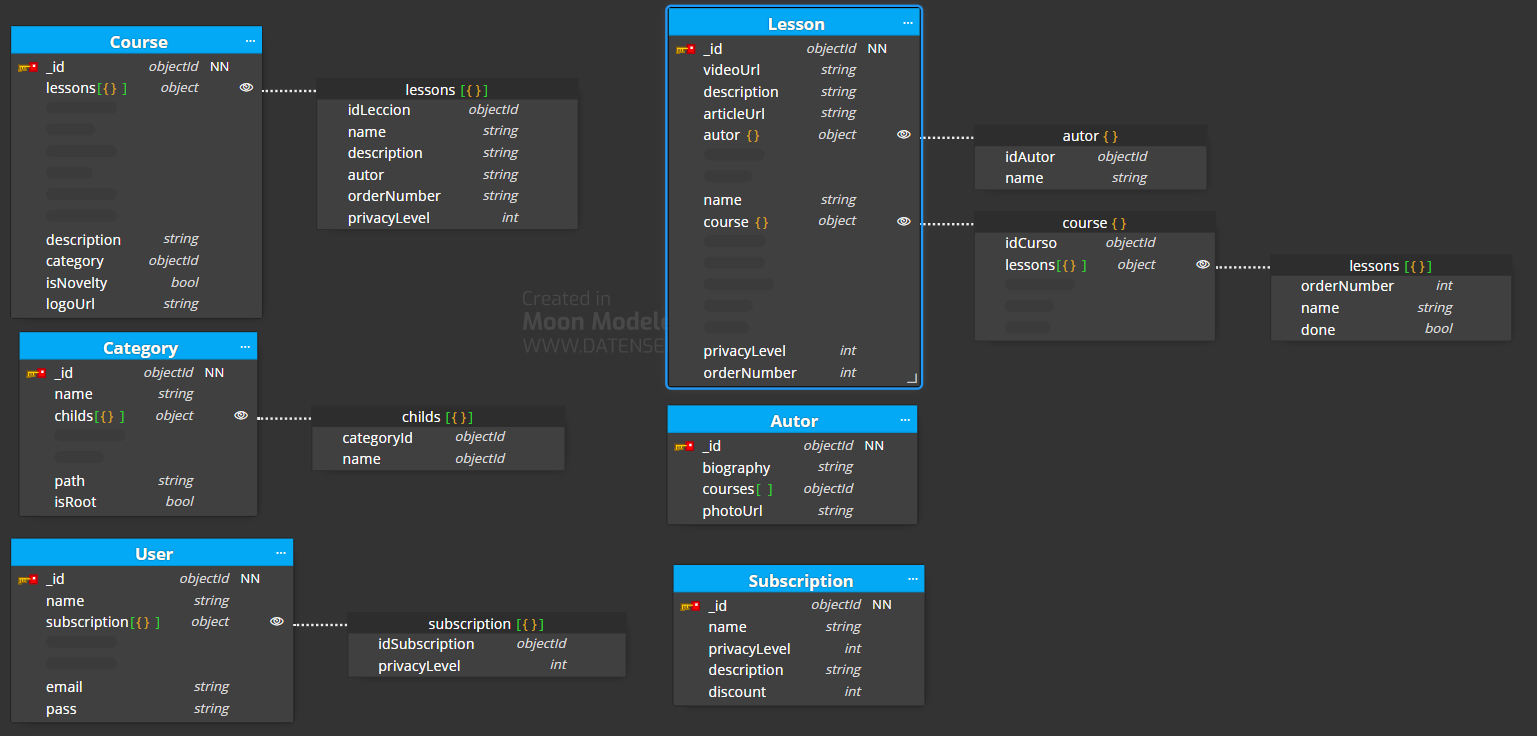 Course ...
_id objectId NN
lessons[{} ] object
description string
category objectId
isNovelty bool
logoUrl string
lessons [{}]
idLeccion objectId
name string
description string
autor string
orderNumber string
privacyLevel int
Category ...
_id objectId NN
name string
childs[{} ] object
path string
isRoot bool
childs [{}]
categoryId objectId
name objectId
User ...
_id objectId NN
name string
subscription[{} ] object
email string
pass string
subscription [{}]
idSubscription objectId
privacyLevel int
Created in
Moon Modele
WWW.DATENSE
Lesson ...
_id objectId NN
videoUrl string
description string
articleUrl string
autor {} object
name string
course {} object
privacyLevel int
orderNumber int
autor {}
idAutor objectId
name string
course {}
idCurso objectId
lessons[{} ] object
lessons [{}]
orderNumber int
name string
done bool
Autor ...
_id objectId NN
biography string
courses[ ] objectId
photoUrl string
Subscription ...
_id objectId NN
name string
privacyLevel int
description string
discount int